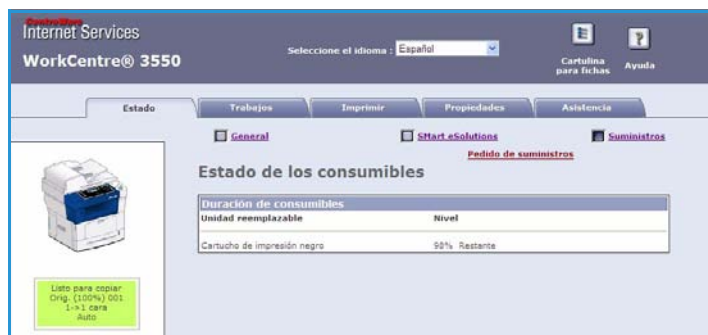 CentreWare
Internet Services
WorkCentre® 3550
Seleccione el idioma : Español
Cartulina
para fichas
Ayuda
Estado
Trabajos
Imprimir
Propiedades
Asistencia
General
SMart eSolutions
Suministros
Pedido de suministros
Estado de los consumibles
Duración de consumibles
Unidad reemplazable Nivel
Cartucho de impresión negro 98% Restante
Listo para copiar
Orig. (100%) 001
1->1 cara
Auto